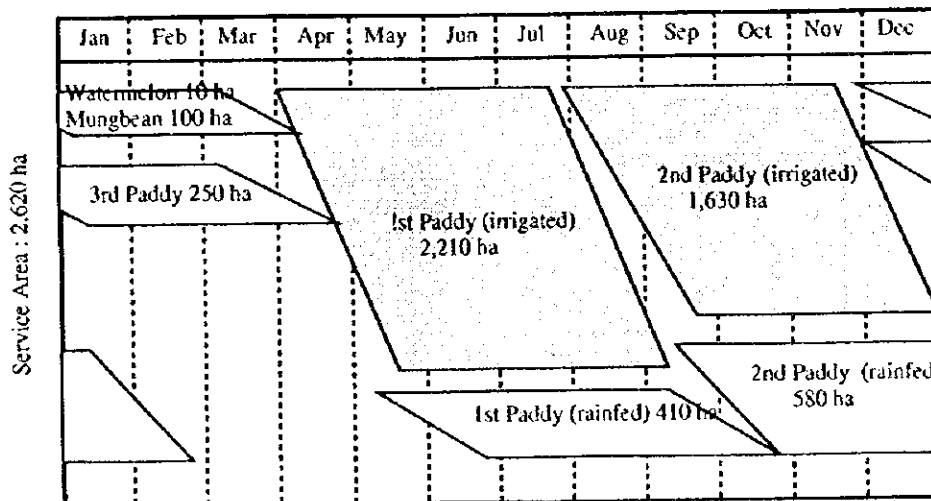 Jan Feb Mar Apr May Jun Jul Aug Sep Oct Nov Dec
Watermelon 10 ha
Mungbean 100 ha
3rd Paddy 250 ha
1st Paddy (irrigated)
2,210 ha
2nd Paddy (irrigated)
1,630 ha
1st Paddy (rainfed) 410 ha
2nd Paddy (rainfed
580 ha
Service Area : 2,620 ha